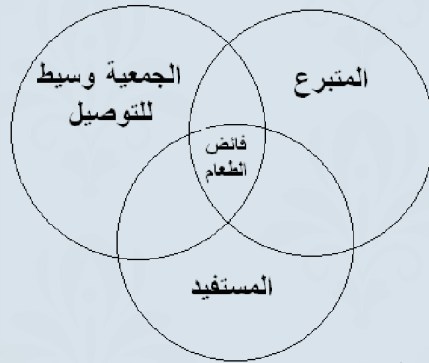 المتبرع
الجمعية وسيط
للتوصيل
فائض
الطعام
المستفيد